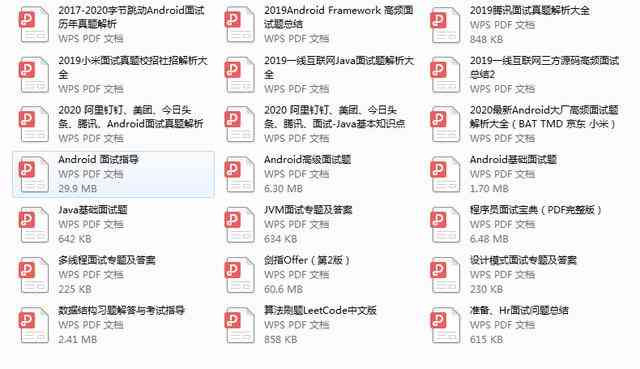 2017-2020字节跳动Android面试历年真题解析
WPS PDF 文档
2019Android Framework 高频面试题总结
WPS PDF 文档
2019腾讯面试真题解析大全
WPS PDF 文档
848 KB
2019小米面试真题校招社招解析大全
WPS PDF 文档
2019一线互联网Java面试题解析大全
WPS PDF 文档
2019一线互联网三方源码高频面试总结2
WPS PDF 文档
2020 阿里钉钉、美团、今日头条、腾讯、Android面试真题解析
WPS PDF 文档
2020 阿里钉钉、美团、今日头条、腾讯、面试-Java基本知识点
WPS PDF 文档
2020最新Android大厂高频面试题解析大全（BAT TMD 京东 小米）
WPS PDF 文档
Android 面试指导
WPS PDF 文档
29.9 MB
Android高级面试题
WPS PDF 文档
6.30 MB
Android基础面试题
WPS PDF 文档
1.70 MB
Java基础面试题
WPS PDF 文档
642 KB
JVM面试专题及答案
WPS PDF 文档
634 KB
程序员面试宝典（PDF完整版）
WPS PDF 文档
6.48 MB
多线程面试专题及答案
WPS PDF 文档
225 KB
剑指Offer（第2版）
WPS PDF 文档
60.6 MB
设计模式面试专题及答案
WPS PDF 文档
230 KB
数据结构习题解答与考试指导
WPS PDF 文档
2.41 MB
算法刷题LeetCode中文版
WPS PDF 文档
858 KB
准备、Hr面试问题总结
WPS PDF 文档
615 KB